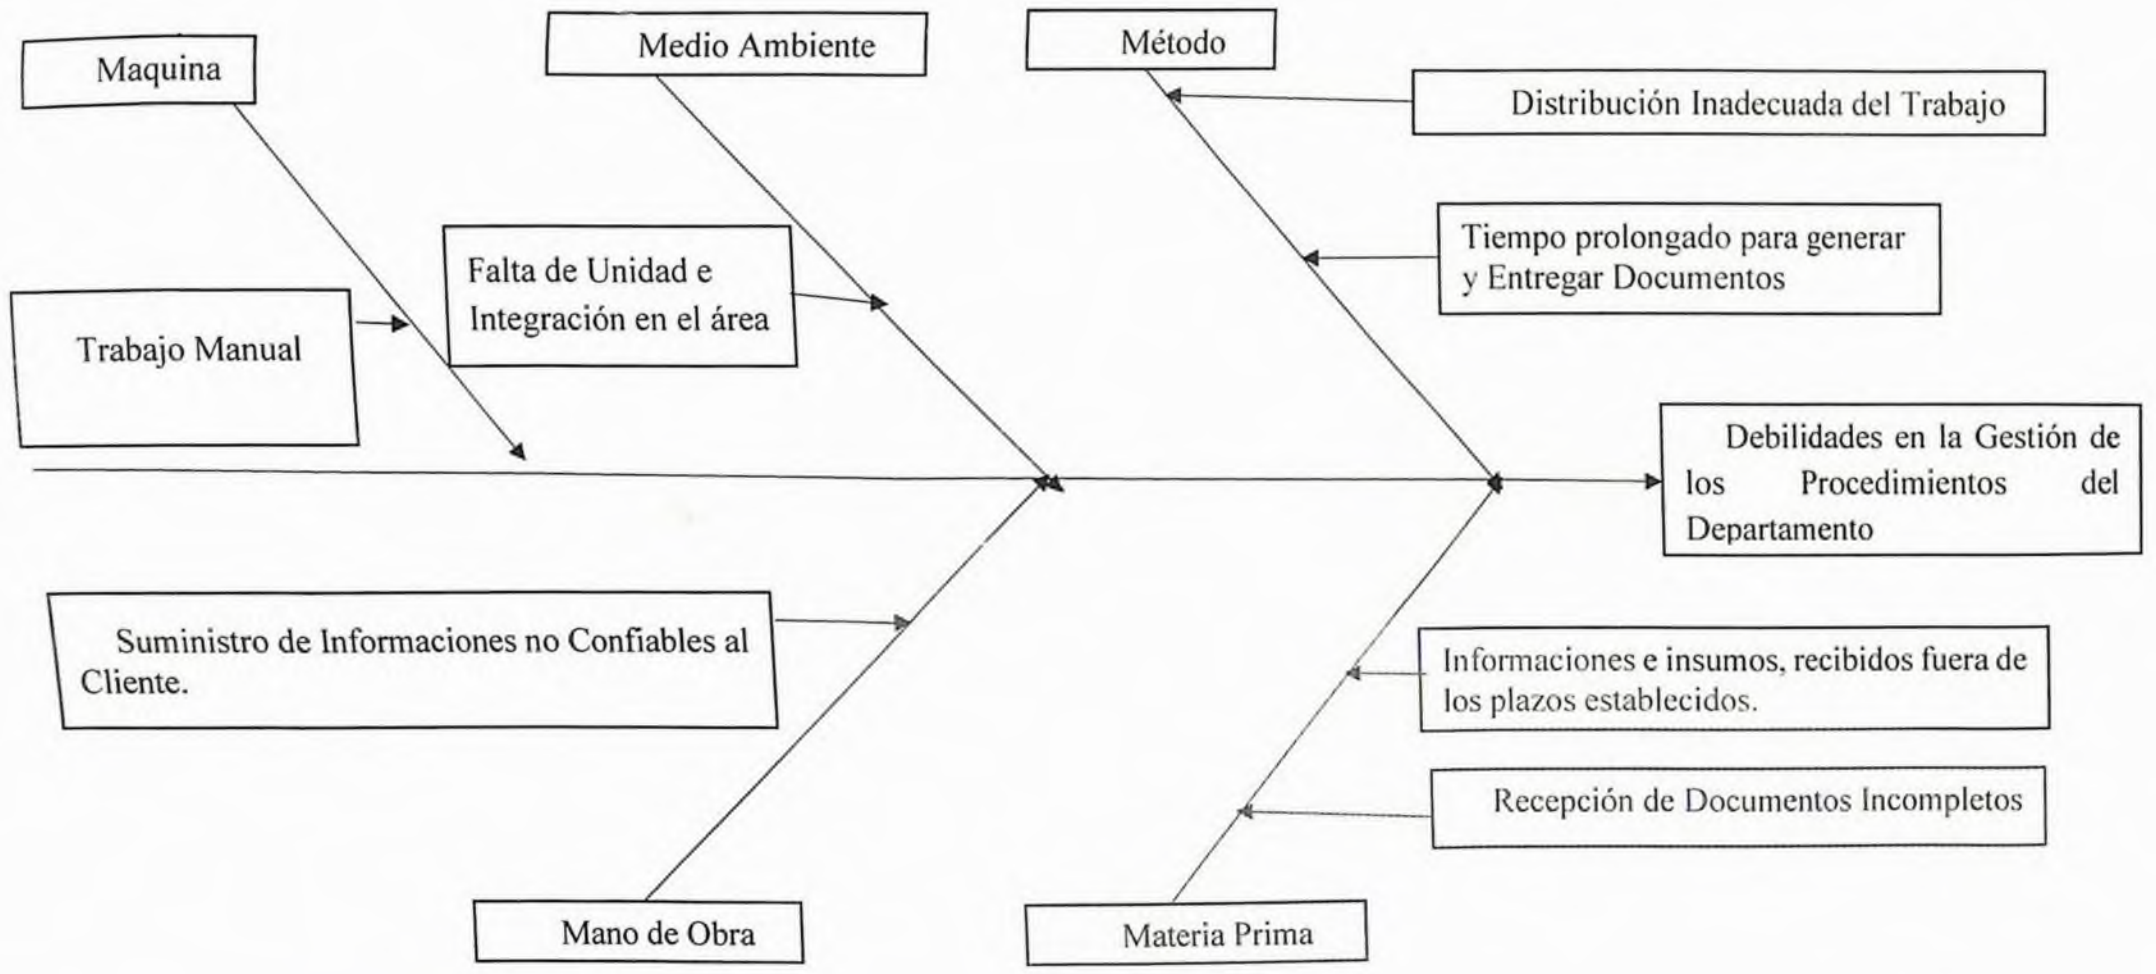 Maquina
Medio Ambiente
Método
Distribución Inadecuada del Trabajo
Tiempo prolongado para generar
y Entregar Documentos
Falta de Unidad e
Integración en el área
Trabajo Manual
Debilidades en la Gestión de
los Procedimientos del
Departamento
Suministro de Informaciones no Confiables al
Cliente.
Informaciones e insumos, recibidos fuera de
los plazos establecidos.
Recepción de Documentos Incompletos
Mano de Obra
Materia Prima